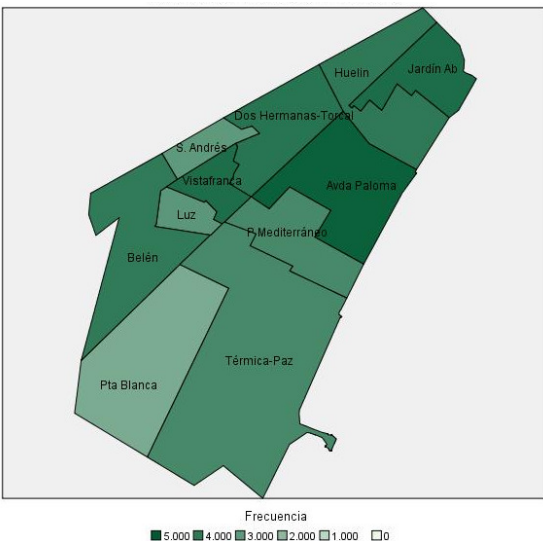 Huelin
Jardín Ab
Dos Hermanas-Torcal
S. Andrés
Vistafranca
Avda Paloma
Luz
P. Mediterráneo
Belén
Térmica-Paz
Pta Blanca
Frecuencia
5.000 4.000 3.000 2.000 1.000 0